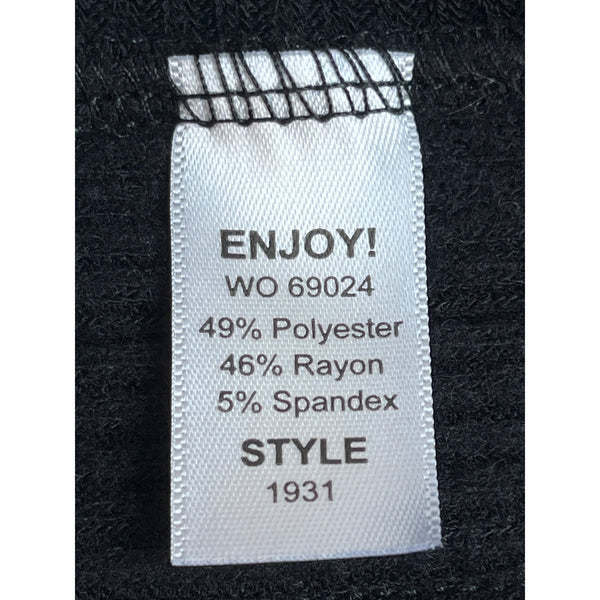 ENJOY!
WO 69024
49% Polyester
46% Rayon
5% Spandex
STYLE
1931